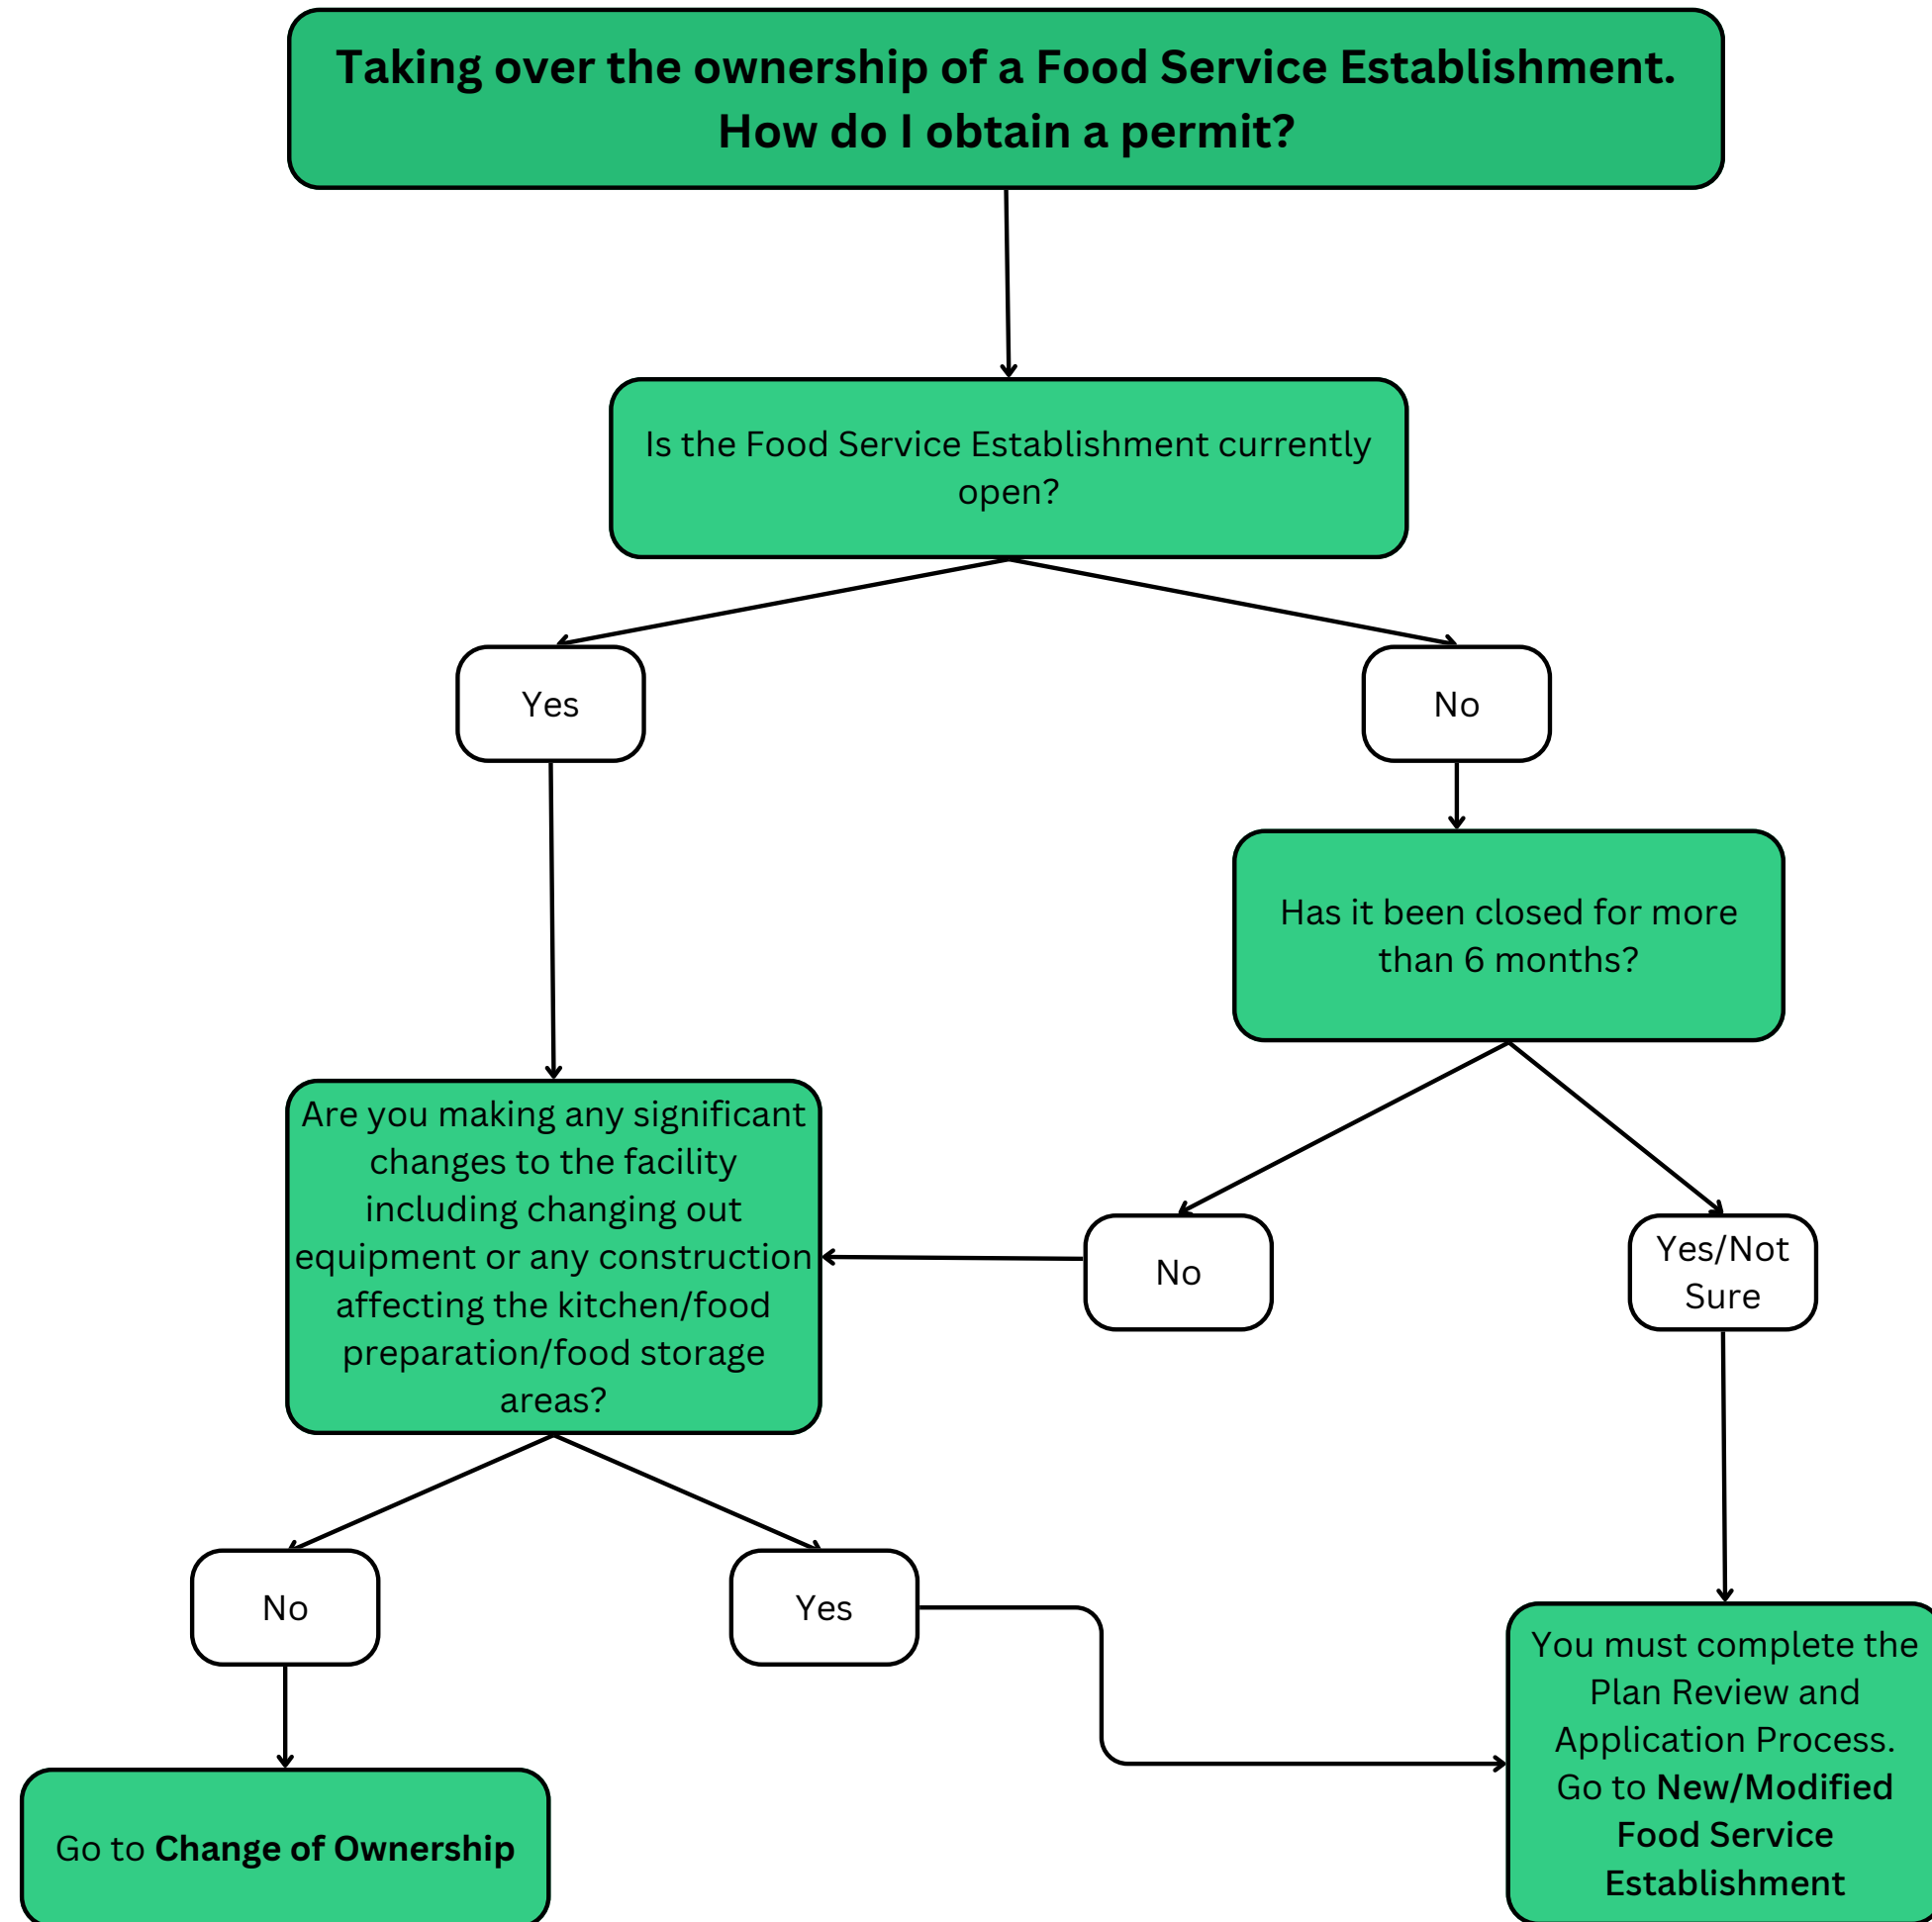 Taking over the ownership of a Food Service Establishment.
How do I obtain a permit?
Is the Food Service Establishment currently
open?
Yes
No
Has it been closed for more
than 6 months?
Are you making any significant
changes to the facility
including changing out
equipment or any construction
affecting the kitchen/food
preparation/food storage
areas?
No
Yes/Not
Sure
No
Yes
You must complete the
Plan Review and
Application Process.
Go to New/Modified
Food Service
Establishment
Go to Change of Ownership